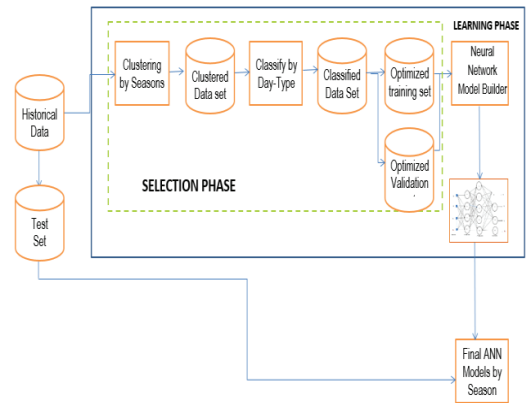 LEARNING PHASE
Clustering
by Seasons
Clustered
Data set
Classify by
Day-Type
Classified
Data Set
Optimized
training set
Neural
Network
Model Builder
Historical
Data
Optimized
Validation
.
SELECTION PHASE
Test
Set
Final ANN
Models by
Season